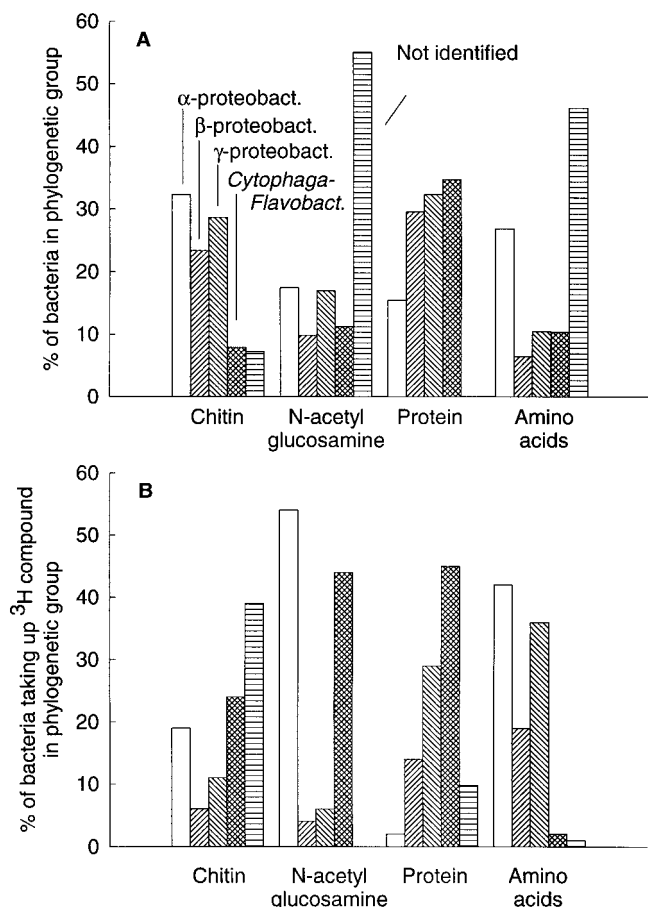 A
% of bacteria in phylogenetic group
60
50
40
30
20
10
0
Not identified
α-proteobact.
β-proteobact.
γ-proteobact.
Cytophaga-
Flavobact.
Chitin
N-acetyl
glucosamine
Protein
Amino
acids
B
% of bacteria taking up ³H compound
in phylogenetic group
60
50
40
30
20
10
0
Chitin
N-acetyl
glucosamine
Protein
Amino
acids